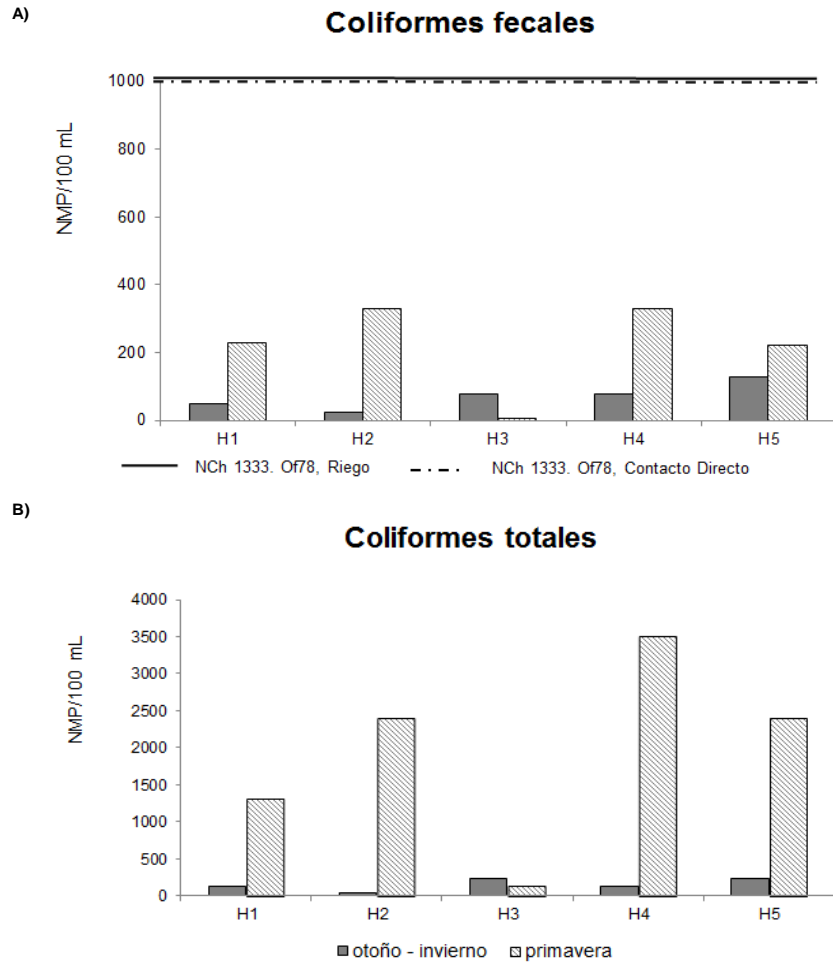 A)
Coliformes fecales
NMP/100 mL
1000
800
600
400
200
0
H1 H2 H3 H4 H5
NCh 1333. Of78, Riego NCh 1333. Of78, Contacto Directo
B)
Coliformes totales
NMP/100 mL
4000
3500
3000
2500
2000
1500
1000
500
0
H1 H2 H3 H4 H5
otoño - invierno primavera